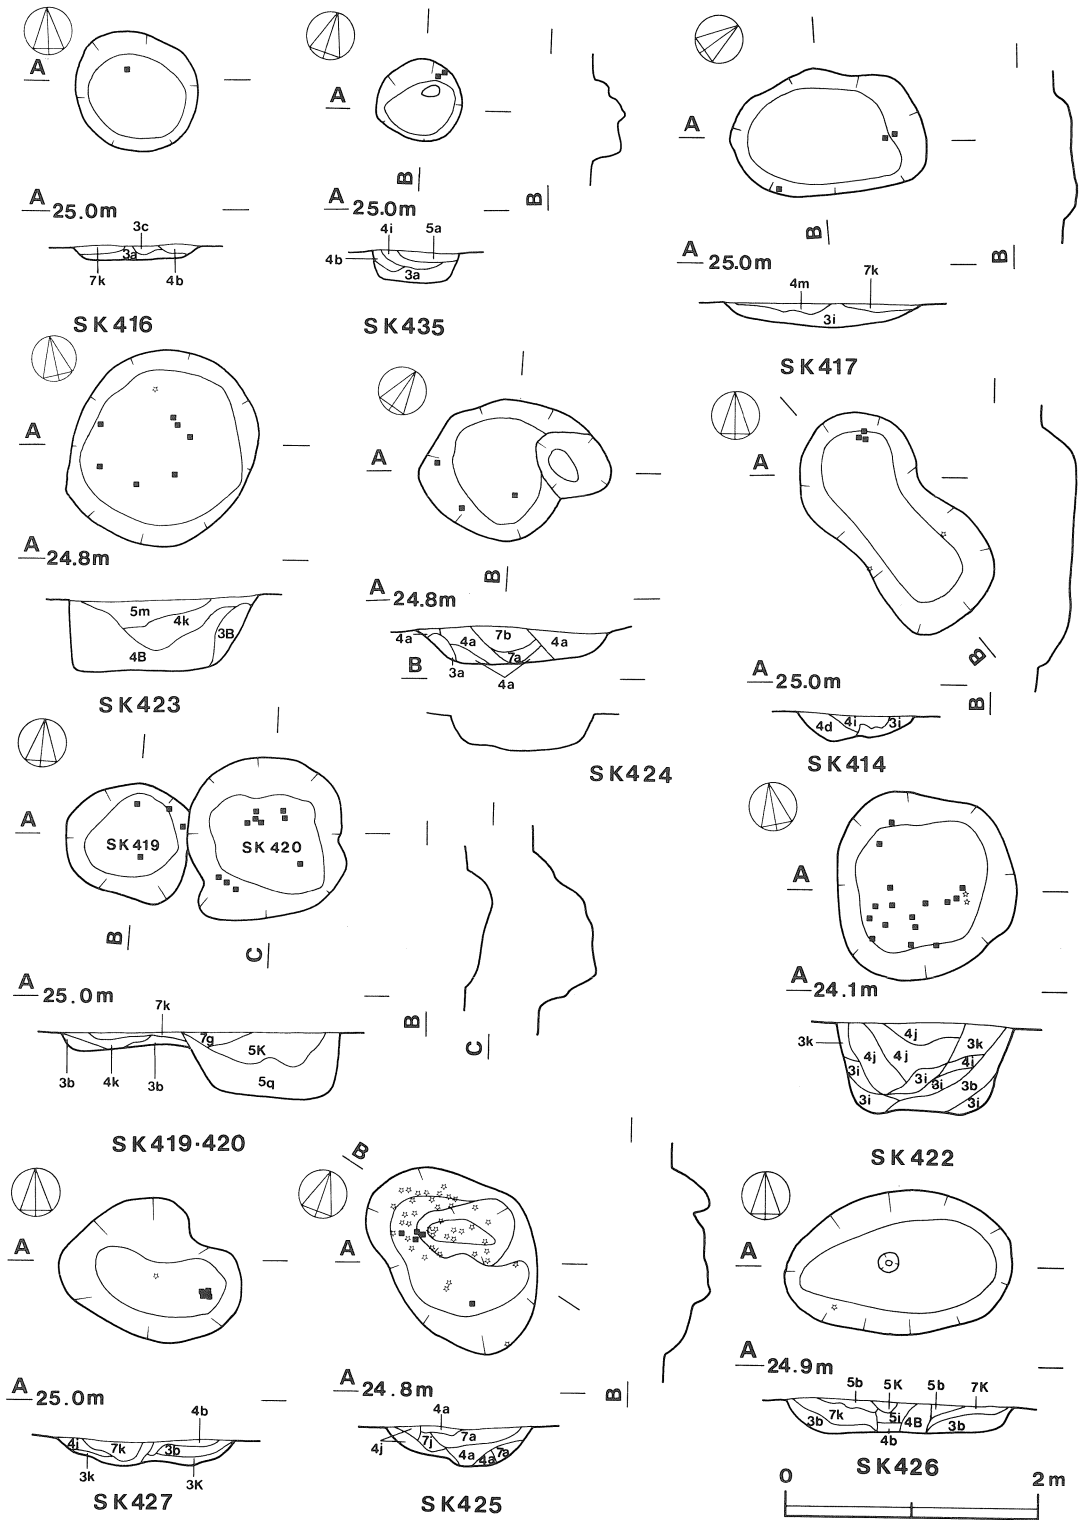 A
A 25.0m
3c
3a
7k 4b
SK416
A
B
A 25.0m
B
4i 5a
4b
3a
SK435
A
B
A 25.0m
B
4m 7k
3i
SK417
A
A 24.8m
5m
4k
3B
4B
SK423
A
B
A 24.8m
4a 4a 7b 4a
7a
3a
4a
B
SK424
A
B
A 25.0m
B
4d 4i 3i
SK414
A
SK419 SK420
B C
A 25.0m
B
C
7k
7g
5K
3b 4k 3b 5q
SK419·420
A
A 24.1m
3k 4j 3k
4j 4j 4i
3i 3i 3i 3b
3i 3i
SK422
A
A 25.0m
4b
4j 7k 3b
3k 3K
SK427
B
A
A 24.8m
B
4a
7j 7a
4j 4a 4a 7a
SK425
A
A 24.9m
5b 5K 5b 7K
3b 7k 5i 4B 3b
4b
SK426
0 2m